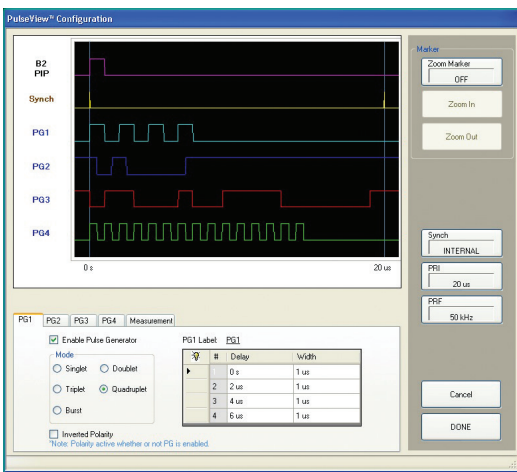 PulseView™ Configuration
B2
PIP
Synch
PG1
PG2
PG3
PG4
0 s
20 us
Marker
Zoom Marker
OFF
Zoom In
Zoom Out
Synch
INTERNAL
PRI
20 us
PRF
50 kHz
Cancel
DONE
PG1 PG2 PG3 PG4 Measurement
Enable Pulse Generator
Mode
Singlet Doublet
Triplet Quadruplet
Burst
Inverted Polarity
*Note: Polarity active whether or not PG is enabled.
PG1 Label: PG1
# Delay Width
1 0 s 1 us
2 2 us 1 us
3 4 us 1 us
4 6 us 1 us